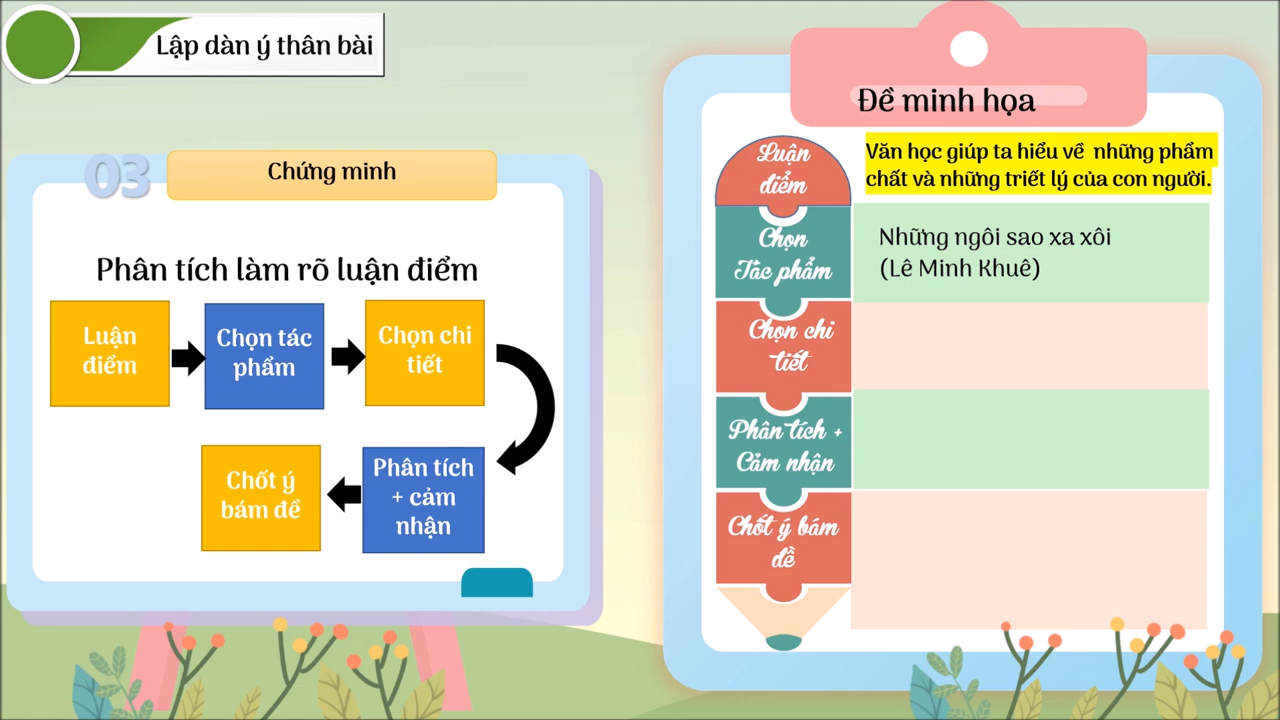 Lập dàn ý thân bài
03
Chứng minh
Phân tích làm rõ luận điểm
Luận
điểm
Chọn tác
phẩm
Chọn chi
tiết
Phân tích
+ cảm
nhận
Chốt ý
bám đề
Đề minh họa
Luận
điểm
Văn học giúp ta hiểu về những phẩm
chất và những triết lý của con người.
Chọn
Tác phẩm
Những ngôi sao xa xôi
(Lê Minh Khuê)
Chọn chi
tiết
Phân tích +
Cảm nhận
Chốt ý bám
đề